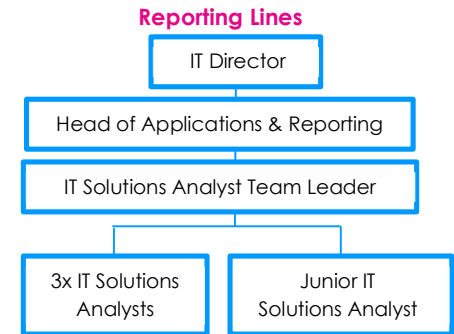 Reporting Lines
IT Director
Head of Applications & Reporting
IT Solutions Analyst Team Leader
3x IT Solutions
Analysts
Junior IT
Solutions Analyst